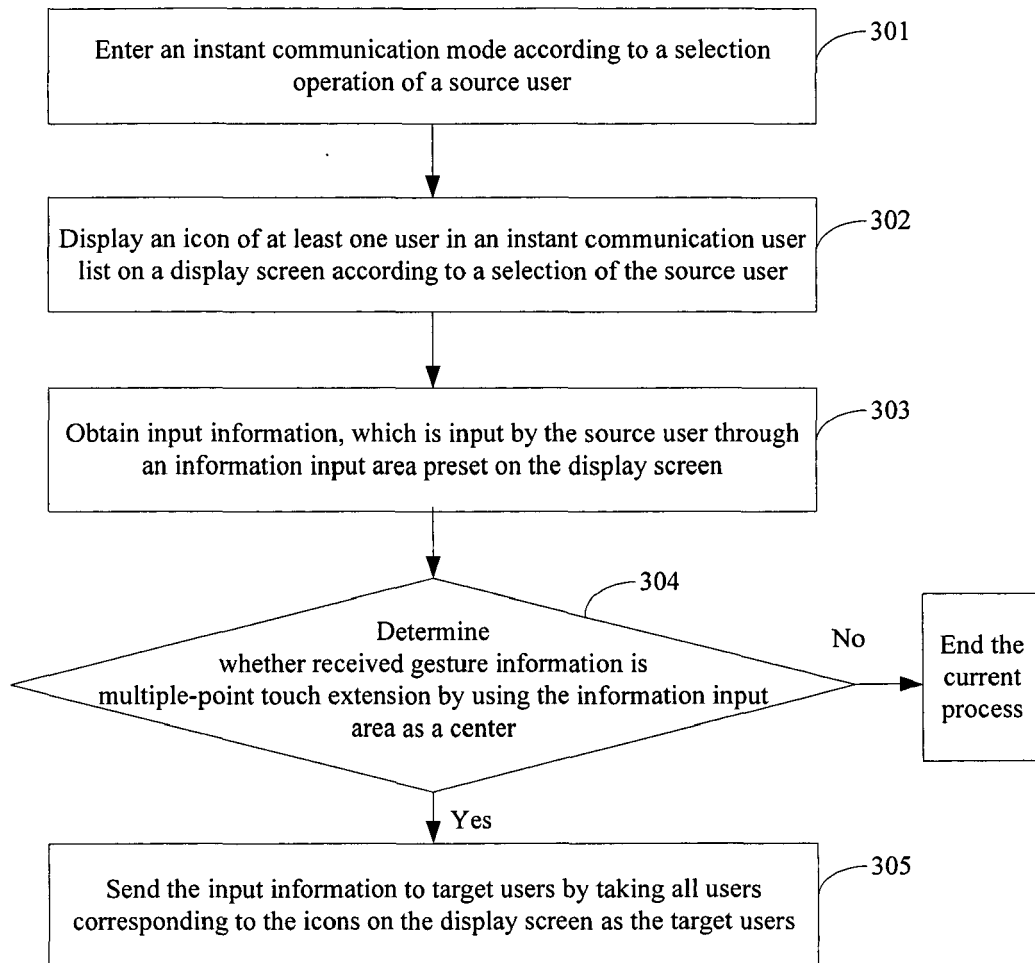 Enter an instant communication mode according to a selection
operation of a source user
301
Display an icon of at least one user in an instant communication user
list on a display screen according to a selection of the source user
302
Obtain input information, which is input by the source user through
an information input area preset on the display screen
303
Determine
whether received gesture information is
multiple-point touch extension by using the information input
area as a center
304
No
End the
current
process
Yes
Send the input information to target users by taking all users
corresponding to the icons on the display screen as the target users
305